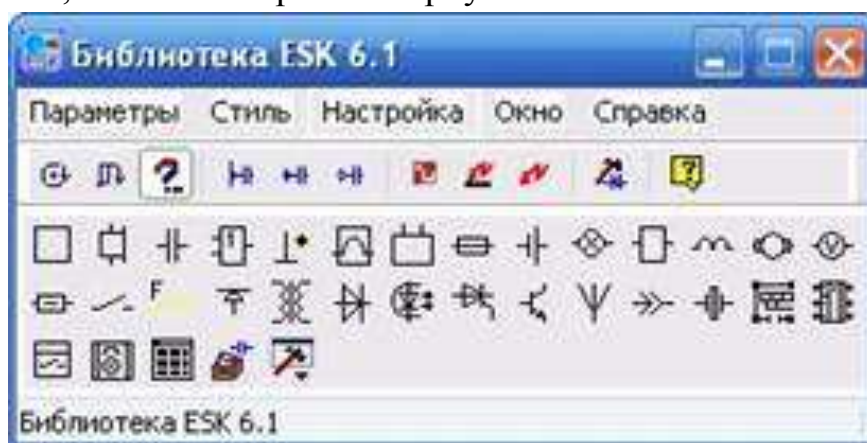 Библиотека ESK 6.1
Параметры Стиль Настройка Окно Справка
F
Библиотека ESK 6.1